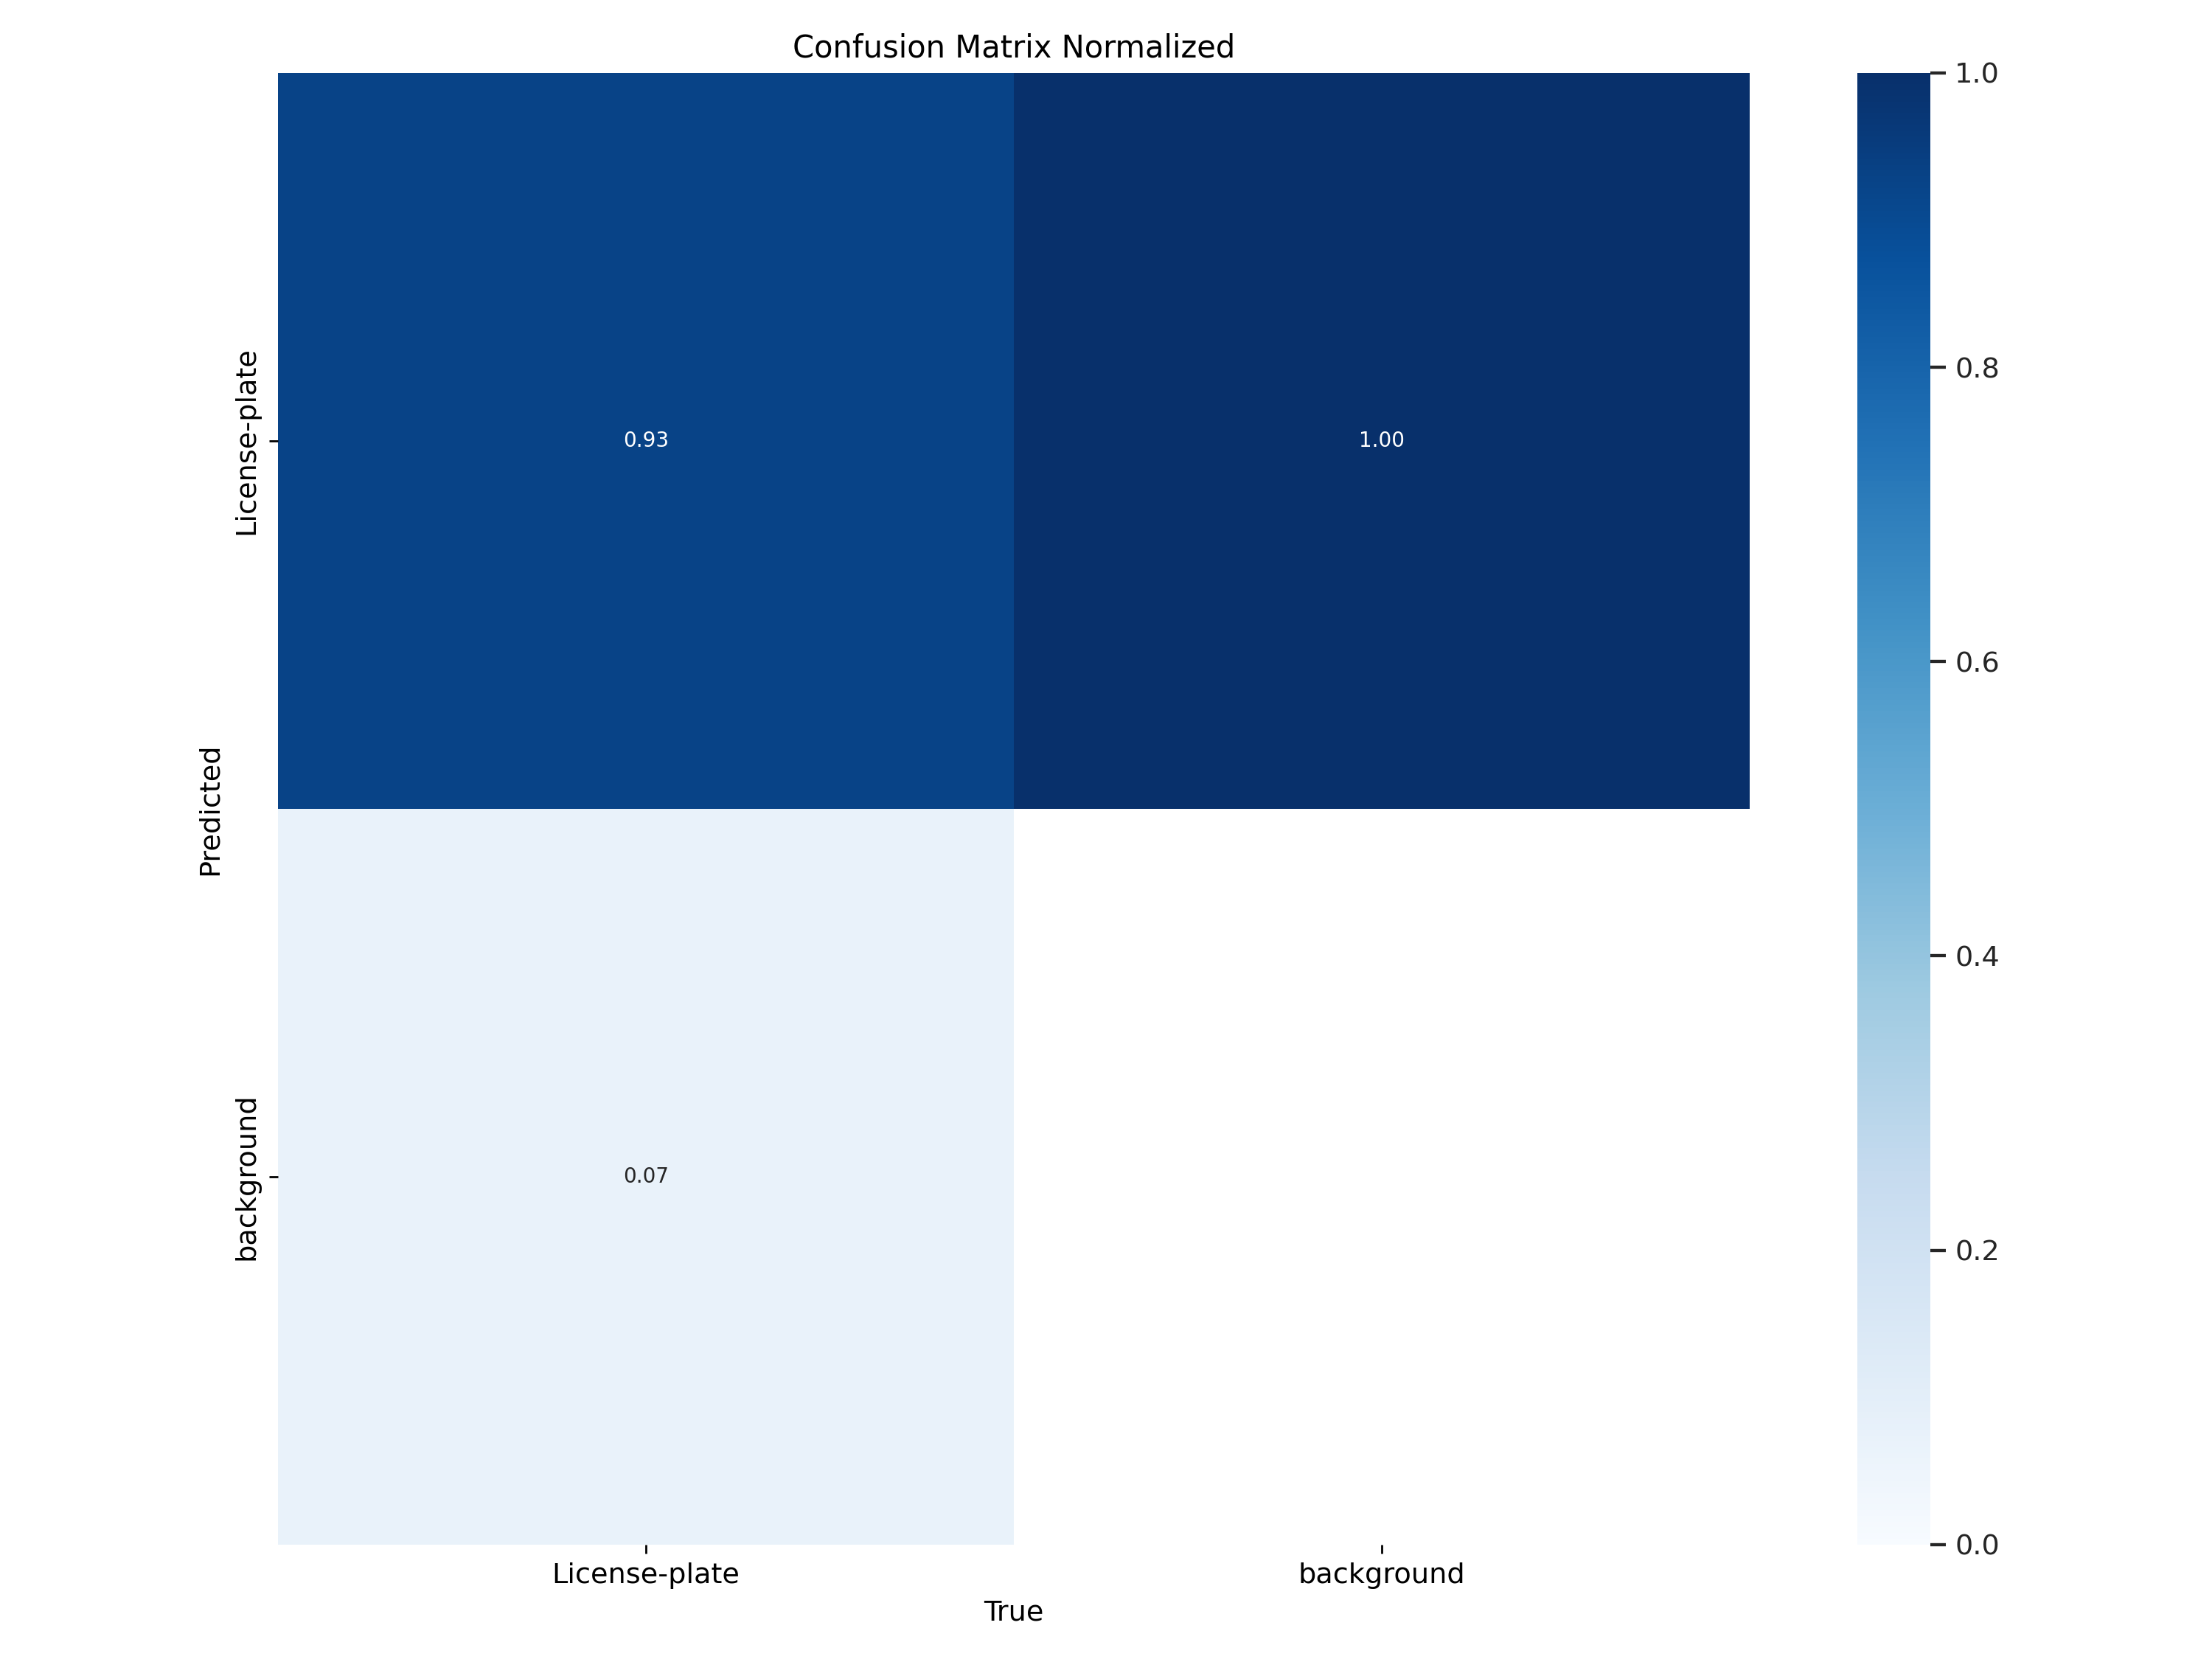 Confusion Matrix Normalized
License-plate
background
Predicted
0.93
1.00
0.07
License-plate
background
True
1.0
0.8
0.6
0.4
0.2
0.0